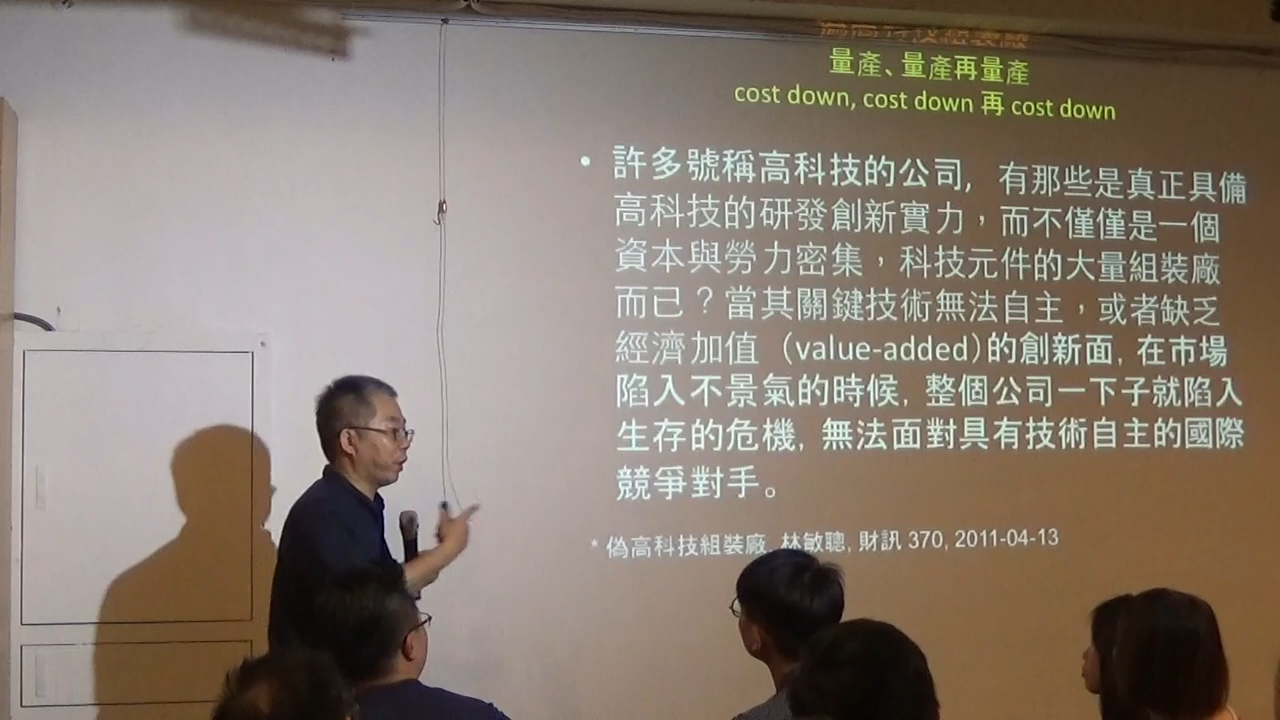 偽高科技組裝廠
量產、量產再量產
cost down, cost down 再 cost down
• 許多號稱高科技的公司, 有那些是真正具備
高科技的研發創新實力，而不僅僅是一個
資本與勞力密集，科技元件的大量組裝廠
而已？當其關鍵技術無法自主，或者缺乏
經濟加值 (value-added)的創新面, 在市場
陷入不景氣的時候, 整個公司一下子就陷入
生存的危機, 無法面對具有技術自主的國際
競爭對手。
* 偽高科技組裝廠, 林敏聰, 財訊 370, 2011-04-13